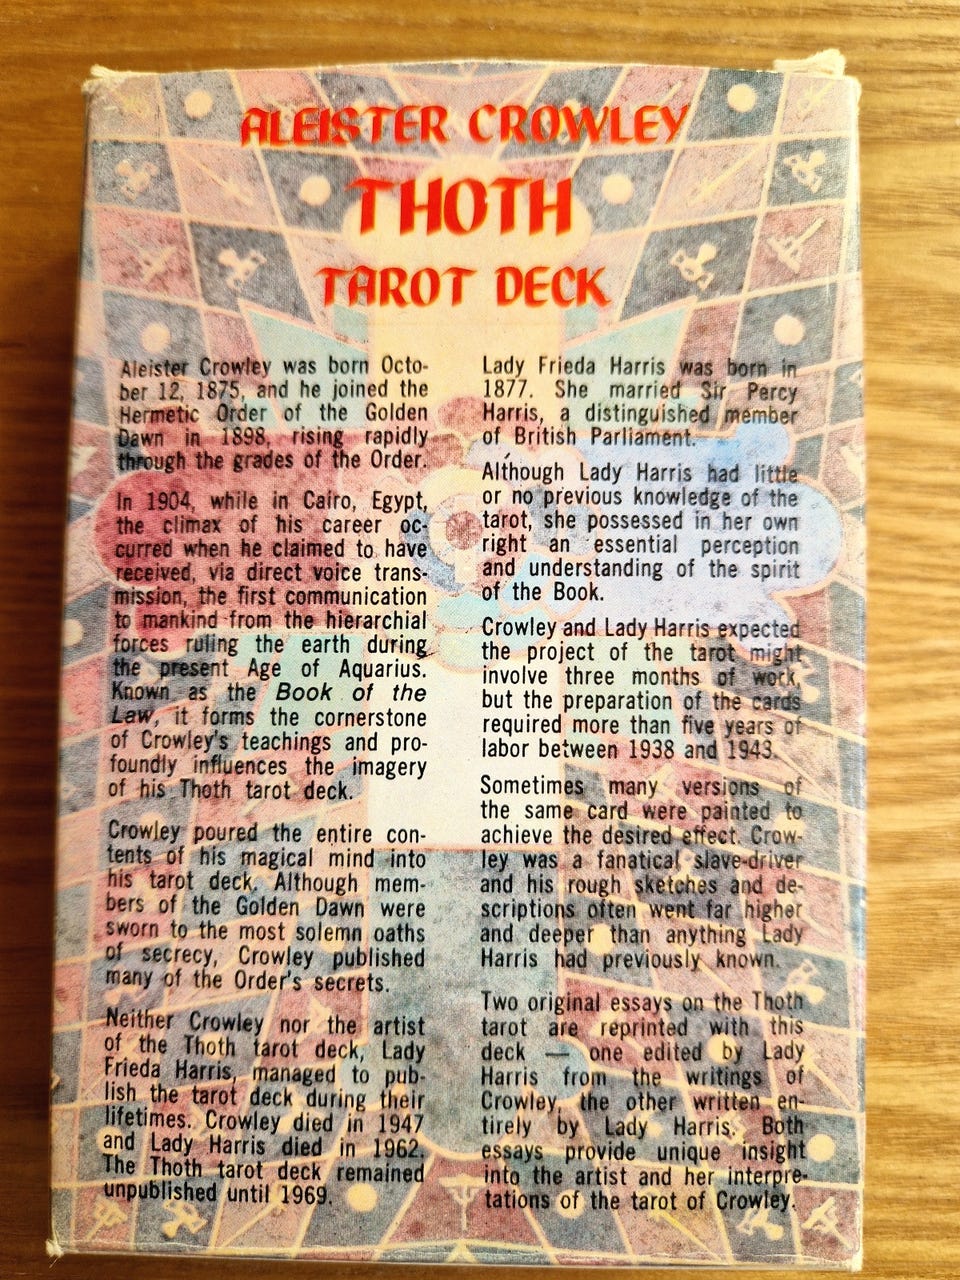 ALEISTER CROWLEY
THOTH
TAROT DECK
Aleister Crowley was born Octo-
ber 12, 1875, and he joined the
Hermetic Order of the Golden
Dawn in 1898, rising rapidly
through the grades of the Order.
In 1904, while in Cairo, Egypt,
the climax of his career oc-
curred when he claimed to have
received, via direct voice trans-
mission, the first communication
to mankind from the hierarchial
forces ruling the earth during
the present Age of Aquarius.
Known as the Book of the
Law, it forms the cornerstone
of Crowley's teachings and pro-
foundly influences the imagery
of his Thoth tarot deck.
Crowley poured the entire con-
tents of his magical mind into
his tarot deck. Although mem-
bers of the Golden Dawn were
sworn to the most solemn oaths
of secrecy, Crowley published
many of the Order's secrets.
Neither Crowley nor the artist
of the Thoth tarot deck, Lady
Frieda Harris, managed to pub-
lish the tarot deck during their
lifetimes. Crowley died in 1947
and Lady Harris died in 1962.
The Thoth tarot deck remained
unpublished until 1969.
Lady Frieda Harris was born in
1877. She married Sir Percy
Harris, a distinguished member
of British Parliament.
Although Lady Harris had little
or no previous knowledge of the
tarot, she possessed in her own
right an essential perception
and understanding of the spirit
of the Book.
Crowley and Lady Harris expected
the project of the tarot might
involve three months of work,
but the preparation of the cards
required more than five years of
labor between 1938 and 1943.
Sometimes many versions of
the same card were painted to
achieve the desired effect. Crow-
ley was a fanatical slave-driver
and his rough sketches and de-
scriptions often went far higher
and deeper than anything Lady
Harris had previously known.
Two original essays on the Thoth
tarot are reprinted with this
deck — one edited by Lady
Harris from the writings of
Crowley, the other written en-
tirely by Lady Harris. Both
essays provide unique insight
into the artist and her interpre-
tations of the tarot of Crowley.